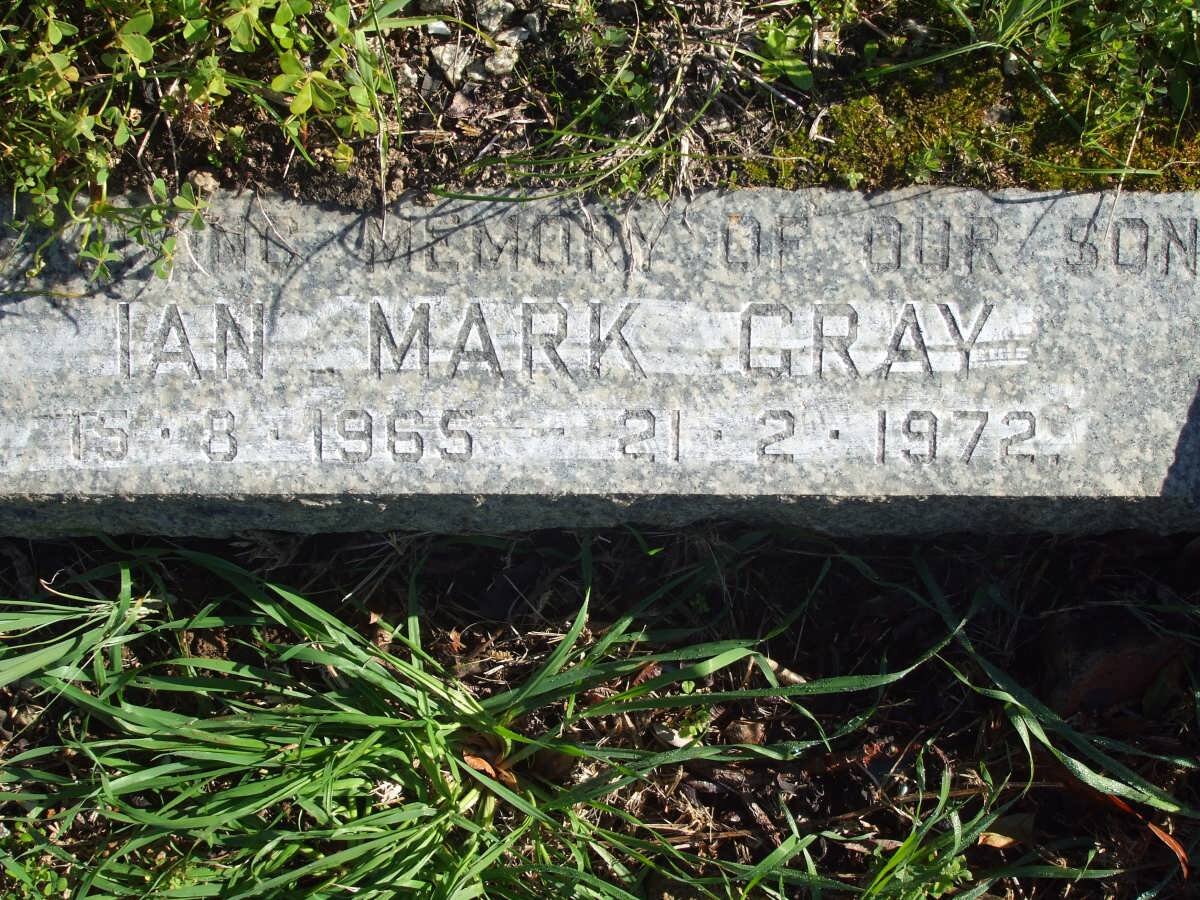 MEMORY OF OUR SON
IAN MARK GRAY
15·8·1965 - 21·2·1972